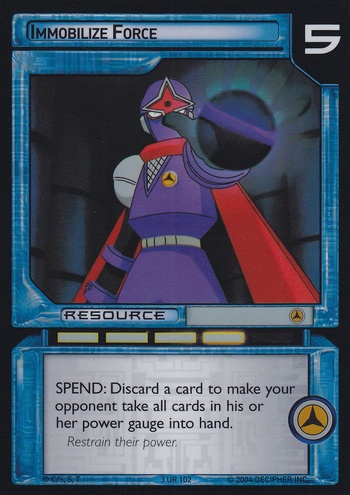 IMMOBILIZE FORCE
5
RESOURCE
SPEND: Discard a card to make your
opponent take all cards in his or
her power gauge into hand.
Restrain their power.
© C/S, S, T
3 UR 102
© 2004 DECIPHER INC.